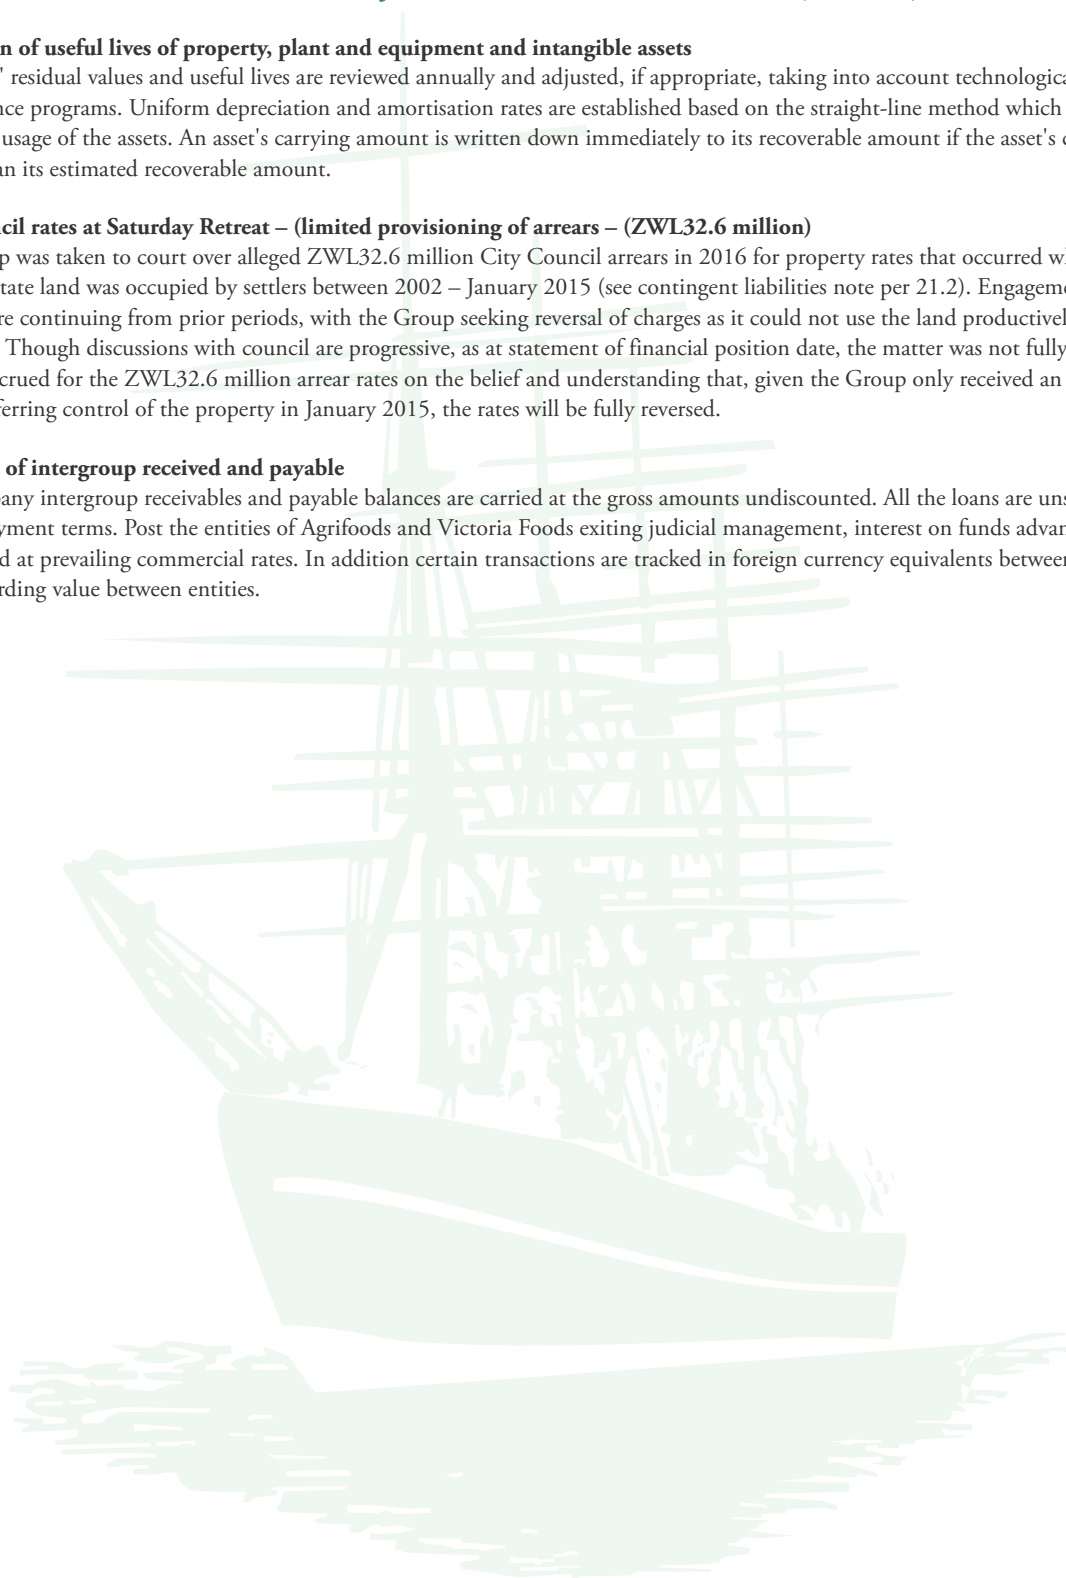 n of useful lives of property, plant and equipment and intangible assets
' residual values and useful lives are reviewed annually and adjusted, if appropriate, taking into account technologica
nce programs. Uniform depreciation and amortisation rates are established based on the straight-line method which
usage of the assets. An asset's carrying amount is written down immediately to its recoverable amount if the asset's c
an its estimated recoverable amount.
cil rates at Saturday Retreat – (limited provisioning of arrears – (ZWL32.6 million)
p was taken to court over alleged ZWL32.6 million City Council arrears in 2016 for property rates that occurred w
tate land was occupied by settlers between 2002 – January 2015 (see contingent liabilities note per 21.2). Engageme
re continuing from prior periods, with the Group seeking reversal of charges as it could not use the land productivel
Though discussions with council are progressive, as at statement of financial position date, the matter was not fully
crued for the ZWL32.6 million arrear rates on the belief and understanding that, given the Group only received an
ferring control of the property in January 2015, the rates will be fully reversed.
of intergroup received and payable
pany intergroup receivables and payable balances are carried at the gross amounts undiscounted. All the loans are uns
yment terms. Post the entities of Agrifoods and Victoria Foods exiting judicial management, interest on funds advan
d at prevailing commercial rates. In addition certain transactions are tracked in foreign currency equivalents between
rding value between entities.